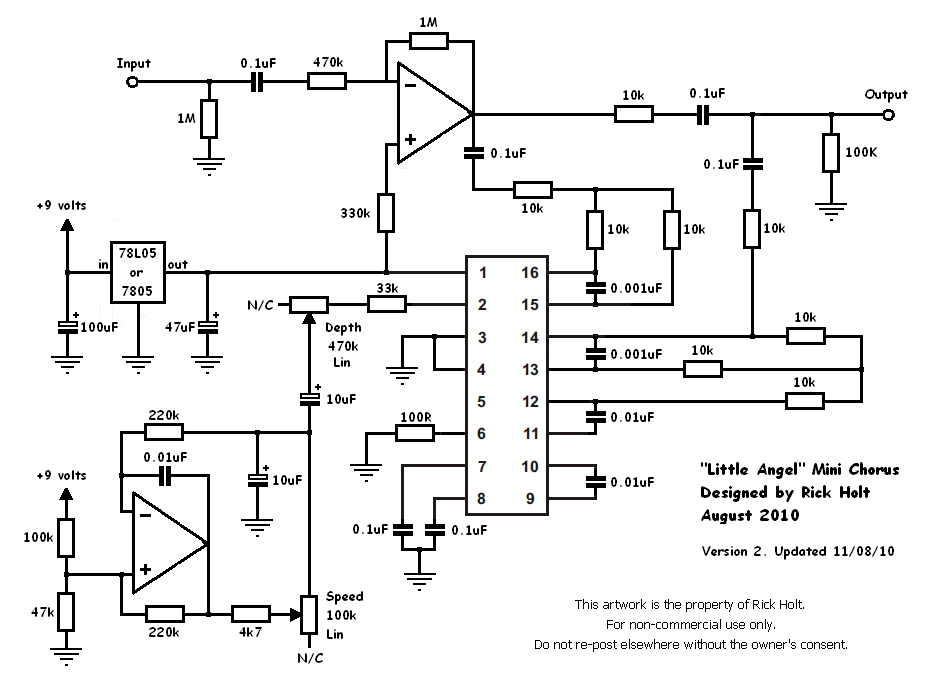 1M
Input
0.1uF
470k
1M
10k
0.1uF
Output
0.1uF
0.1uF
100K
330k
10k
10k
10k
10k
+9 volts
in
78L05
or
7805
out
100uF
47uF
N/C
33k
Depth
470k
Lin
1 16
2 15
3 14
4 13
5 12
6 11
7 10
8 9
0.001uF
10k
0.001uF
10k
10k
0.01uF
0.01uF
10uF
100R
220k
0.01uF
10uF
0.1uF
0.1uF
+9 volts
100k
47k
220k
4k7
Speed
100k
Lin
N/C
"Little Angel" Mini Chorus
Designed by Rick Holt
August 2010
Version 2. Updated 11/08/10
This artwork is the property of Rick Holt.
For non-commercial use only.
Do not re-post elsewhere without the owner's consent.